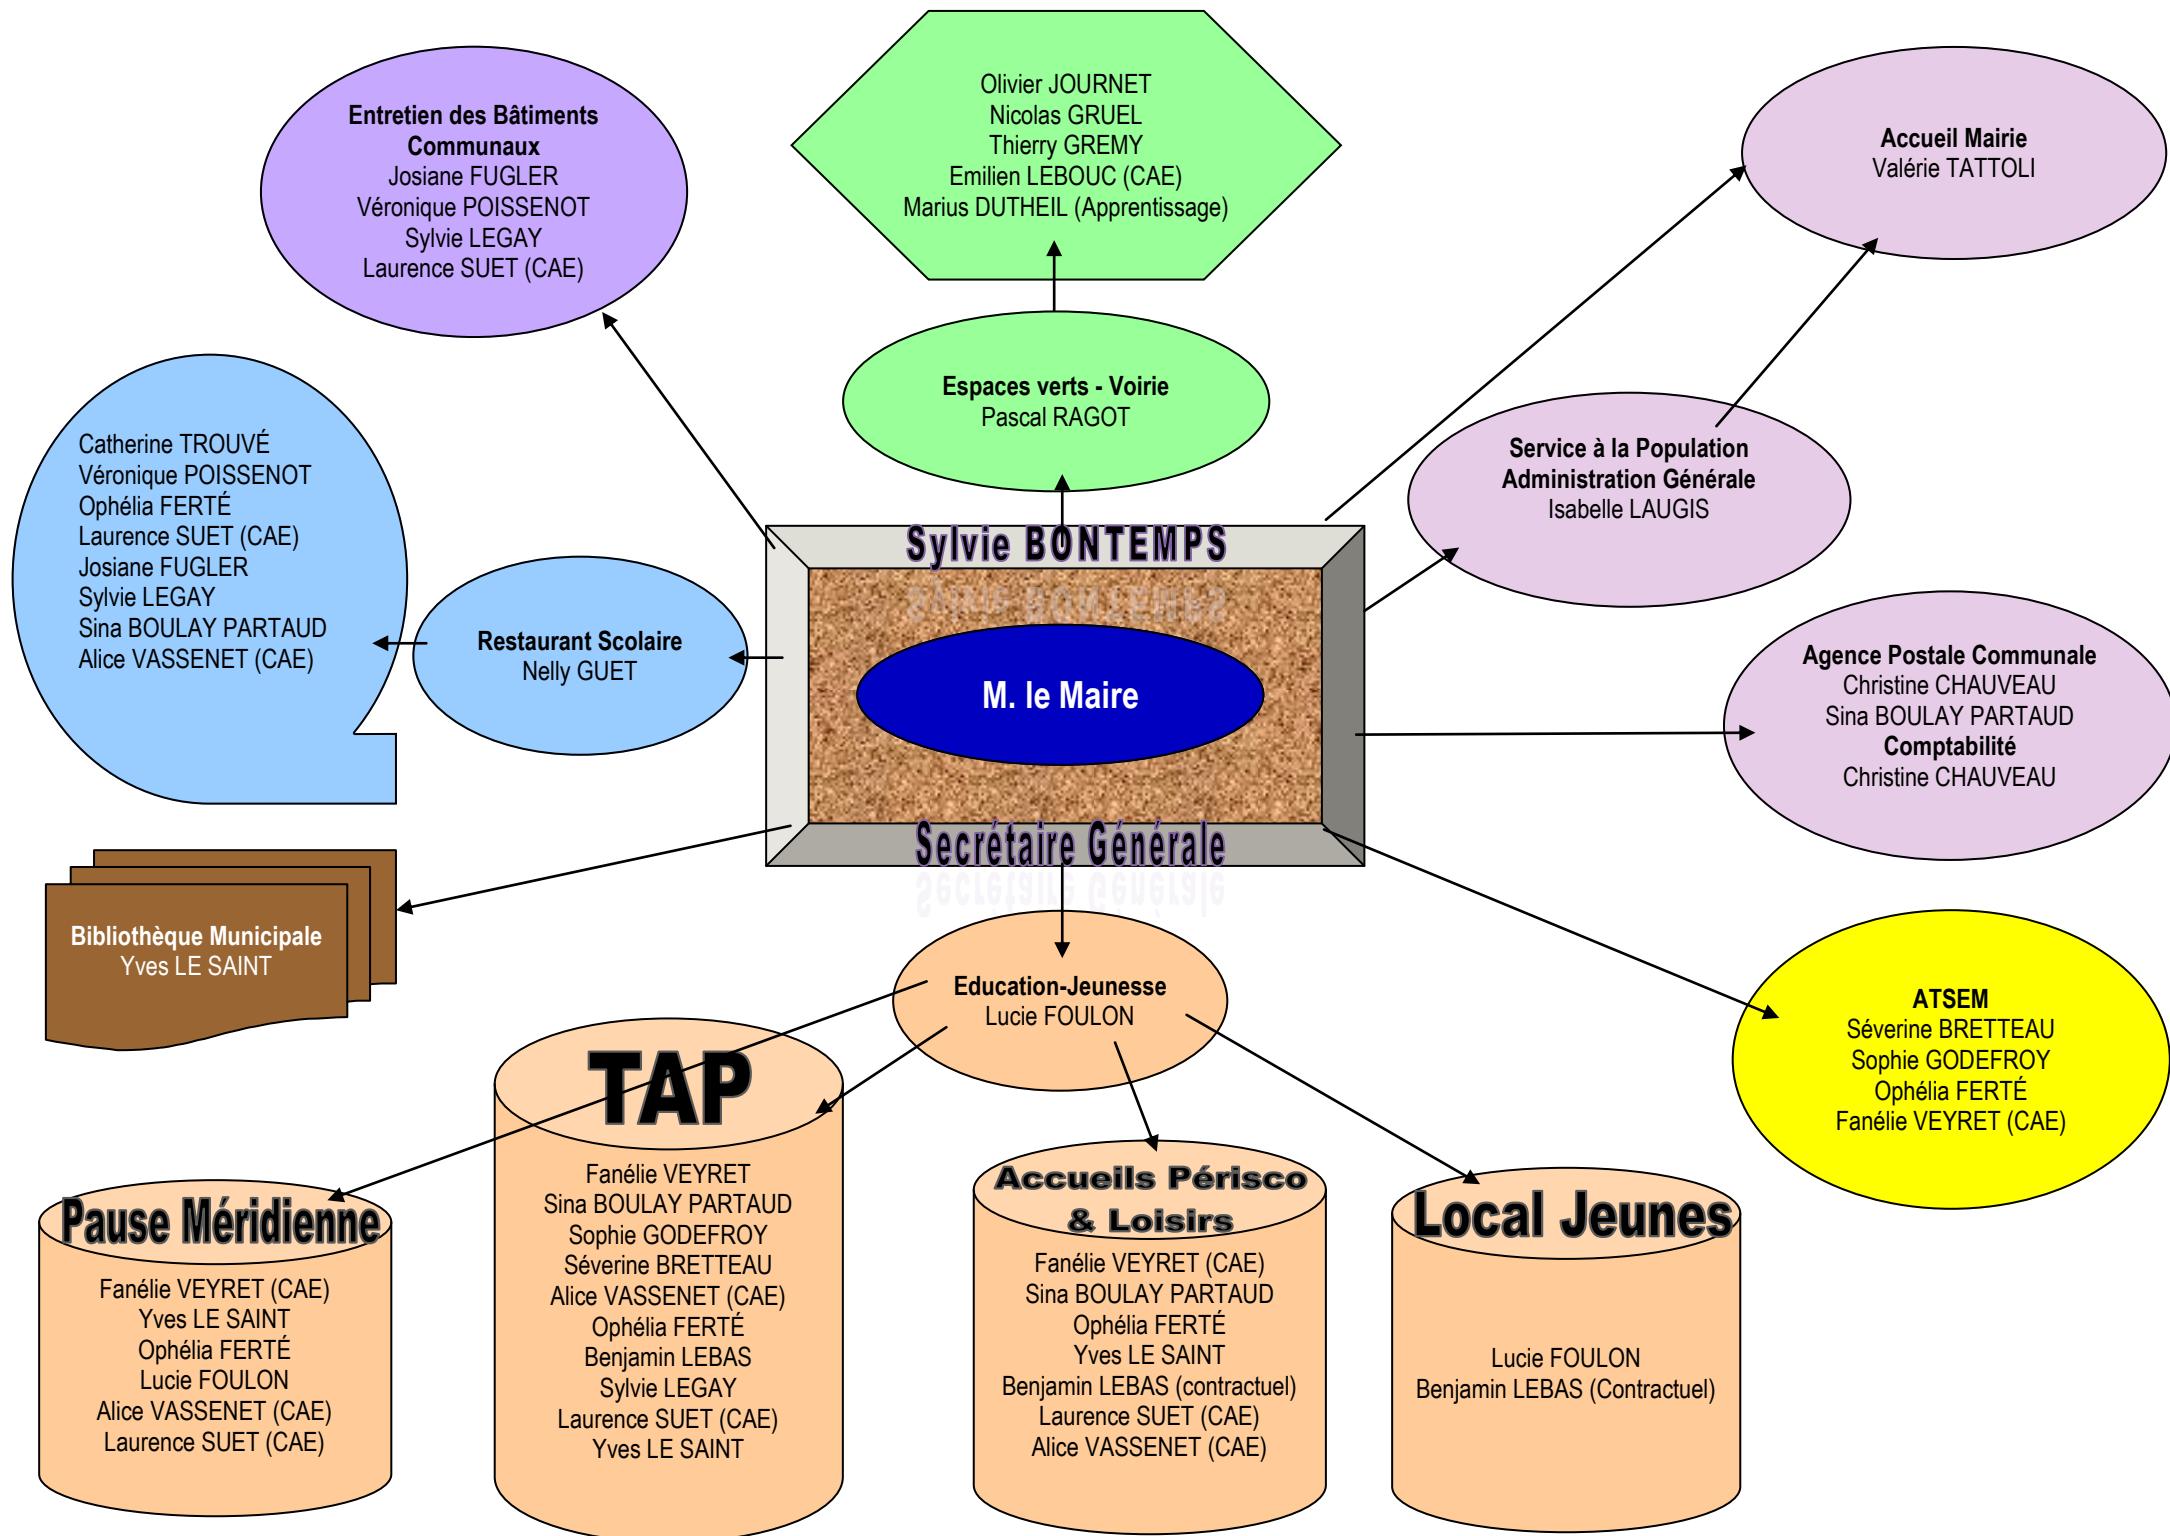 Olivier JOURNET
Nicolas GRUEL
Thierry GREMY
Emilien LEBOUC (CAE)
Marius DUTHEIL (Apprentissage)
Entretien des Bâtiments
Communaux
Josiane FUGLER
Véronique POISSENOT
Sylvie LEGAY
Laurence SUET (CAE)
Accueil Mairie
Valérie TATTOLI
Espaces verts - Voirie
Pascal RAGOT
Service à la Population
Administration Générale
Isabelle LAUGIS
Catherine TROUVÉ
Véronique POISSENOT
Ophélia FERTÉ
Laurence SUET (CAE)
Josiane FUGLER
Sylvie LEGAY
Sina BOULAY PARTAUD
Alice VASSENET (CAE)
Restaurant Scolaire
Nelly GUET
Sylvie BONTEMPS
M. le Maire
Secrétaire Générale
Agence Postale Communale
Christine CHAUVEAU
Sina BOULAY PARTAUD
Comptabilité
Christine CHAUVEAU
Bibliothèque Municipale
Yves LE SAINT
Education-Jeunesse
Lucie FOULON
ATSEM
Séverine BRETTEAU
Sophie GODEFROY
Ophélia FERTÉ
Fanélie VEYRET (CAE)
Pause Méridienne
Fanélie VEYRET (CAE)
Yves LE SAINT
Ophélia FERTÉ
Lucie FOULON
Alice VASSENET (CAE)
Laurence SUET (CAE)
TAP
Fanélie VEYRET
Sina BOULAY PARTAUD
Sophie GODEFROY
Séverine BRETTEAU
Alice VASSENET (CAE)
Ophélia FERTÉ
Benjamin LEBAS
Sylvie LEGAY
Laurence SUET (CAE)
Yves LE SAINT
Accueils Périsco
& Loisirs
Fanélie VEYRET (CAE)
Sina BOULAY PARTAUD
Ophélia FERTÉ
Yves LE SAINT
Benjamin LEBAS (contractuel)
Laurence SUET (CAE)
Alice VASSENET (CAE)
Local Jeunes
Lucie FOULON
Benjamin LEBAS (Contractuel)